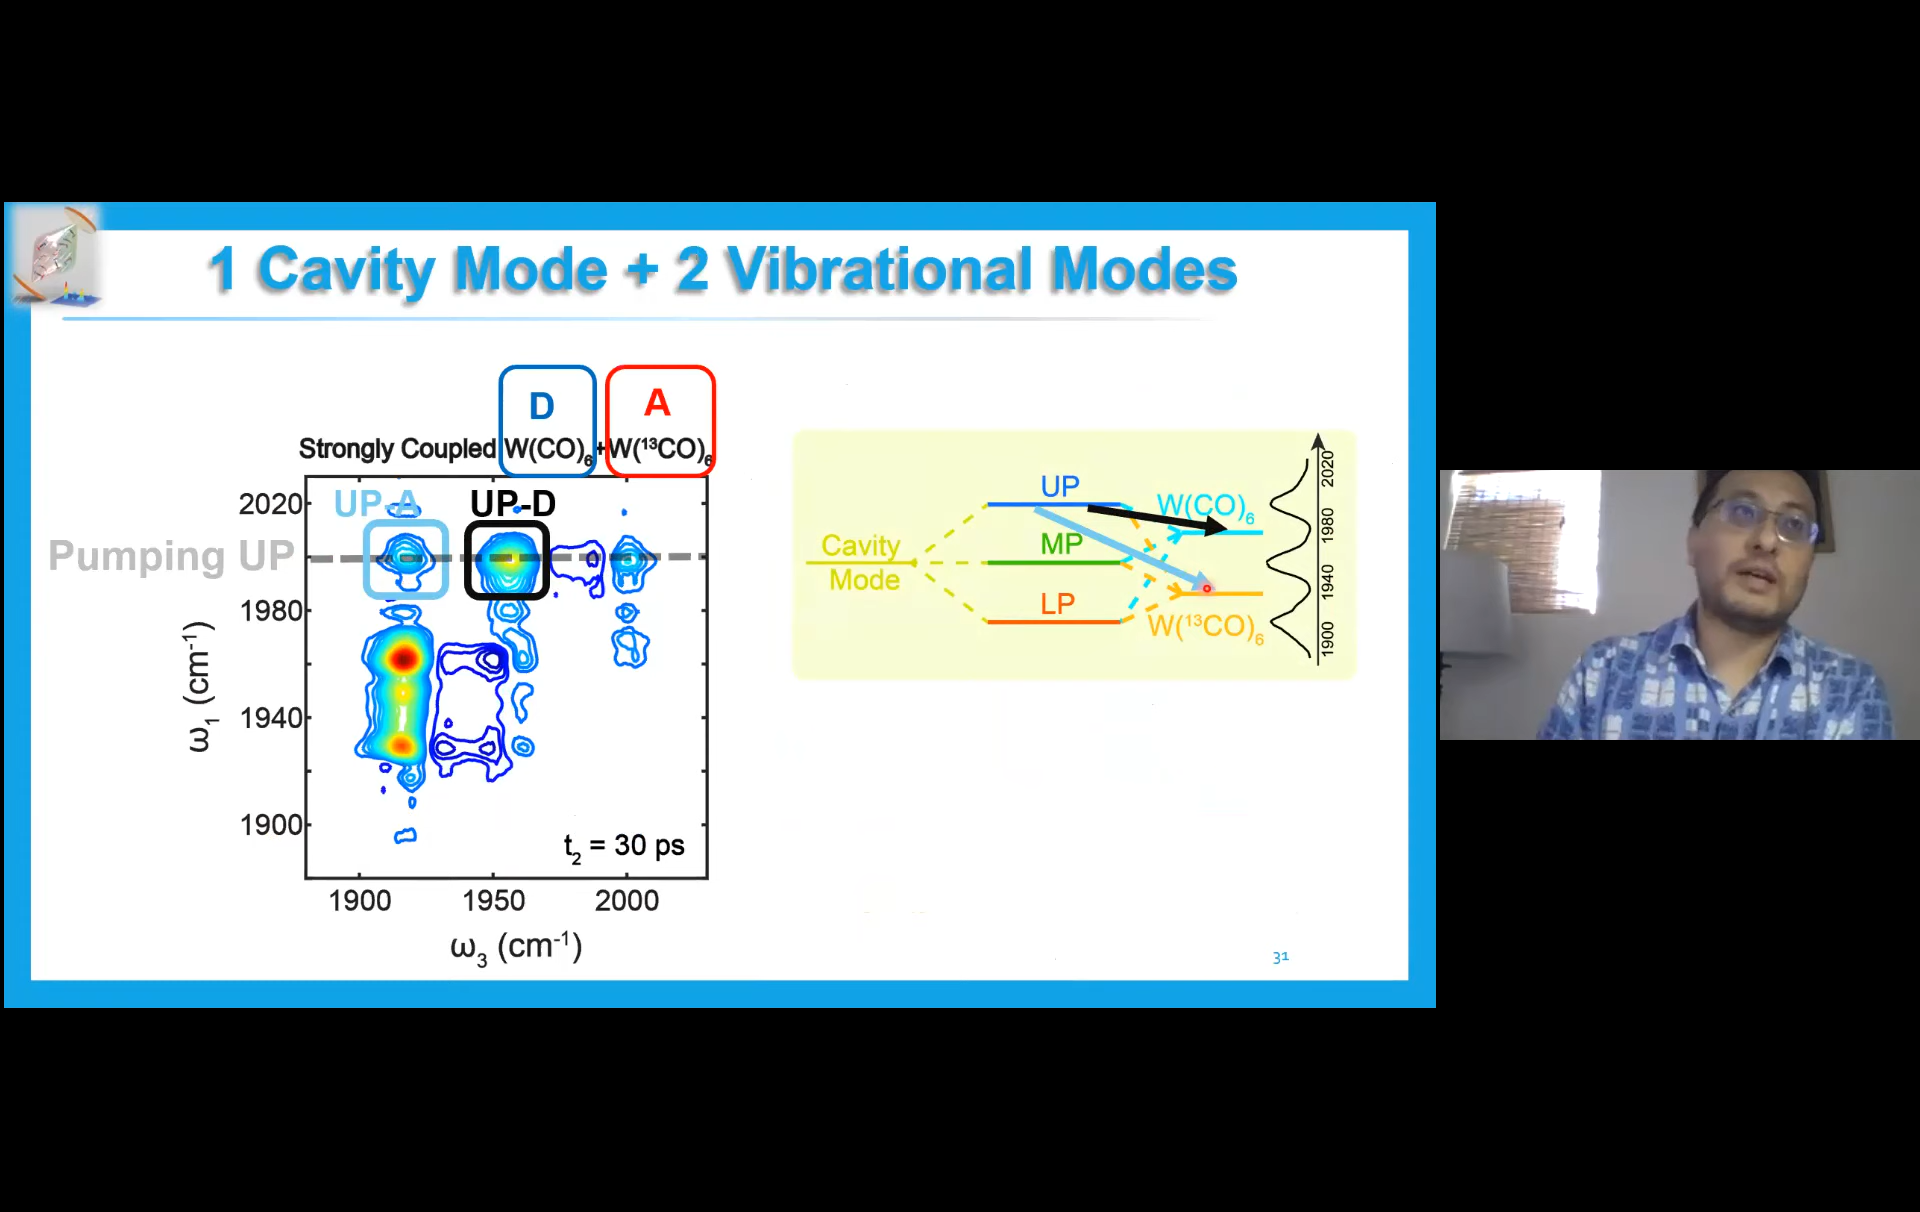 1 Cavity Mode + 2 Vibrational Modes
D
A
Strongly Coupled W(CO)₆+W(¹³CO)₆
UP-A
UP-D
Pumping UP
2020
1980
1940
1900
ω₁ (cm⁻¹)
t₂ = 30 ps
1900
1950
2000
ω₃ (cm⁻¹)
Cavity
Mode
UP
MP
LP
W(CO)₆
W(¹³CO)₆
2020
1980
1940
1900
31